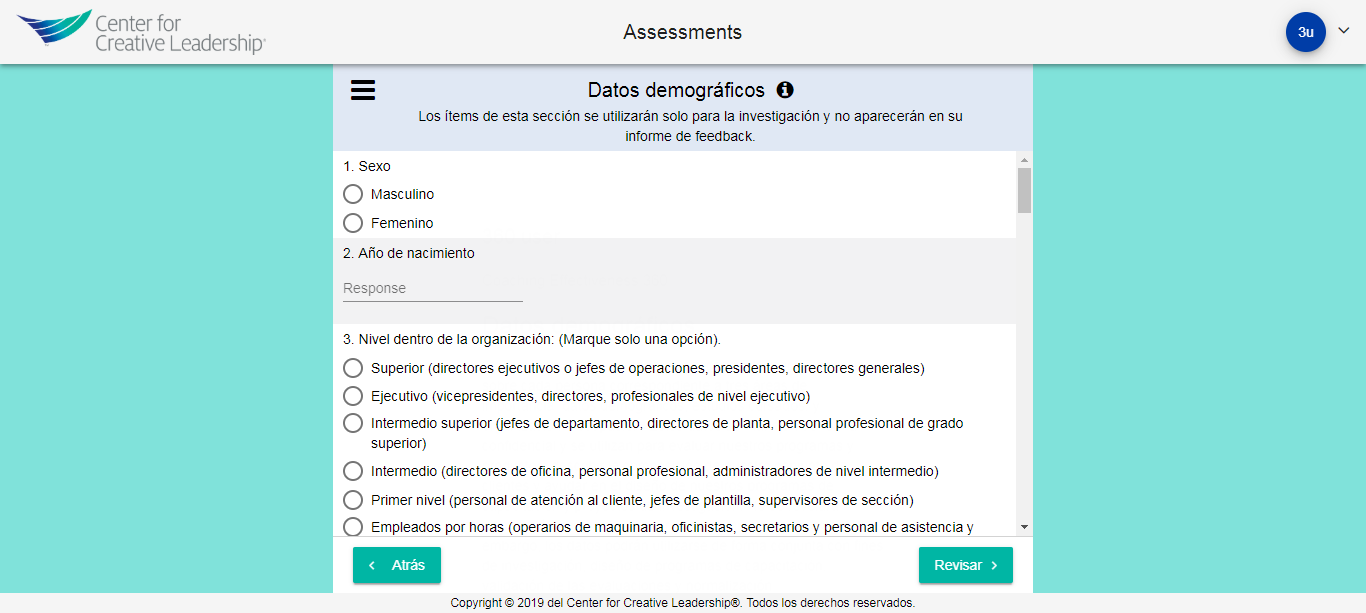 Center for
Creative Leadership®
Assessments
3u
Datos demográficos
Los ítems de esta sección se utilizarán solo para la investigación y no aparecerán en su
informe de feedback.
1. Sexo
Masculino
Femenino
2. Año de nacimiento
Response
3. Nivel dentro de la organización: (Marque solo una opción).
Superior (directores ejecutivos o jefes de operaciones, presidentes, directores generales)
Ejecutivo (vicepresidentes, directores, profesionales de nivel ejecutivo)
Intermedio superior (jefes de departamento, directores de planta, personal profesional de grado
superior)
Intermedio (directores de oficina, personal profesional, administradores de nivel intermedio)
Primer nivel (personal de atención al cliente, jefes de plantilla, supervisores de sección)
Empleados por horas (operarios de maquinaria, oficinistas, secretarios y personal de asistencia y
Atrás
Revisar
Copyright © 2019 del Center for Creative Leadership®. Todos los derechos reservados.